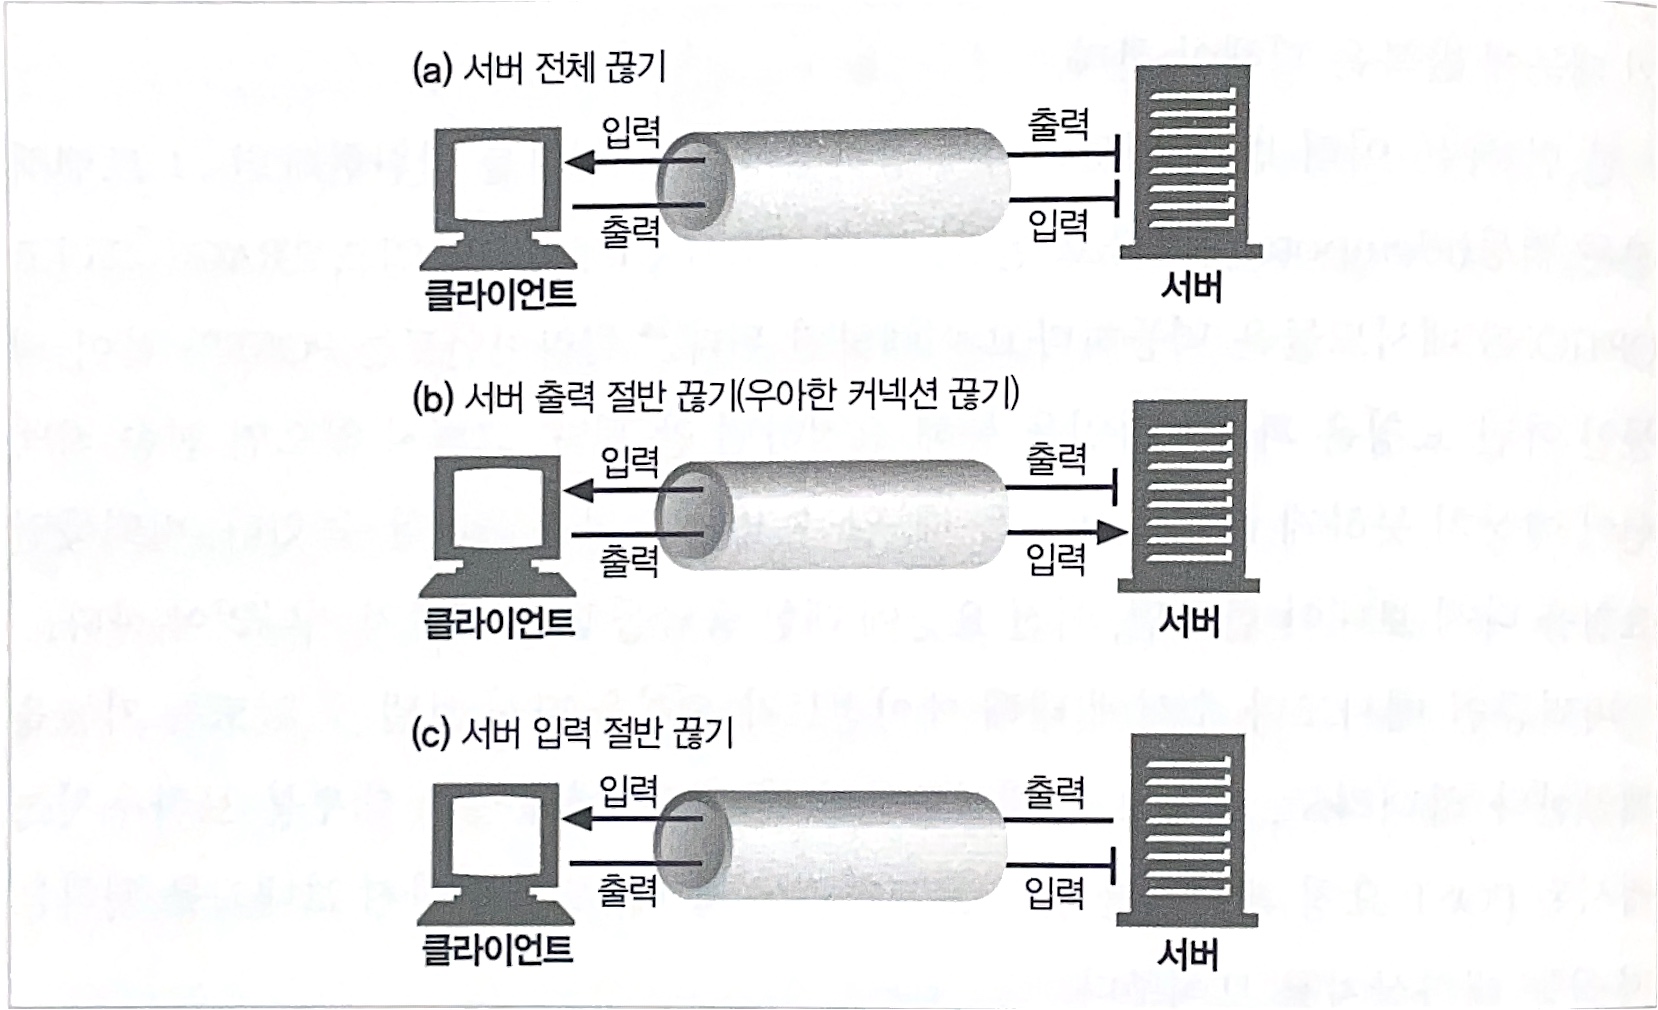 (a) 서버 전체 끊기
입력
출력
출력
입력
클라이언트
서버
(b) 서버 출력 절반 끊기(우아한 커넥션 끊기)
입력
출력
출력
입력
클라이언트
서버
(c) 서버 입력 절반 끊기
입력
출력
출력
입력
클라이언트
서버